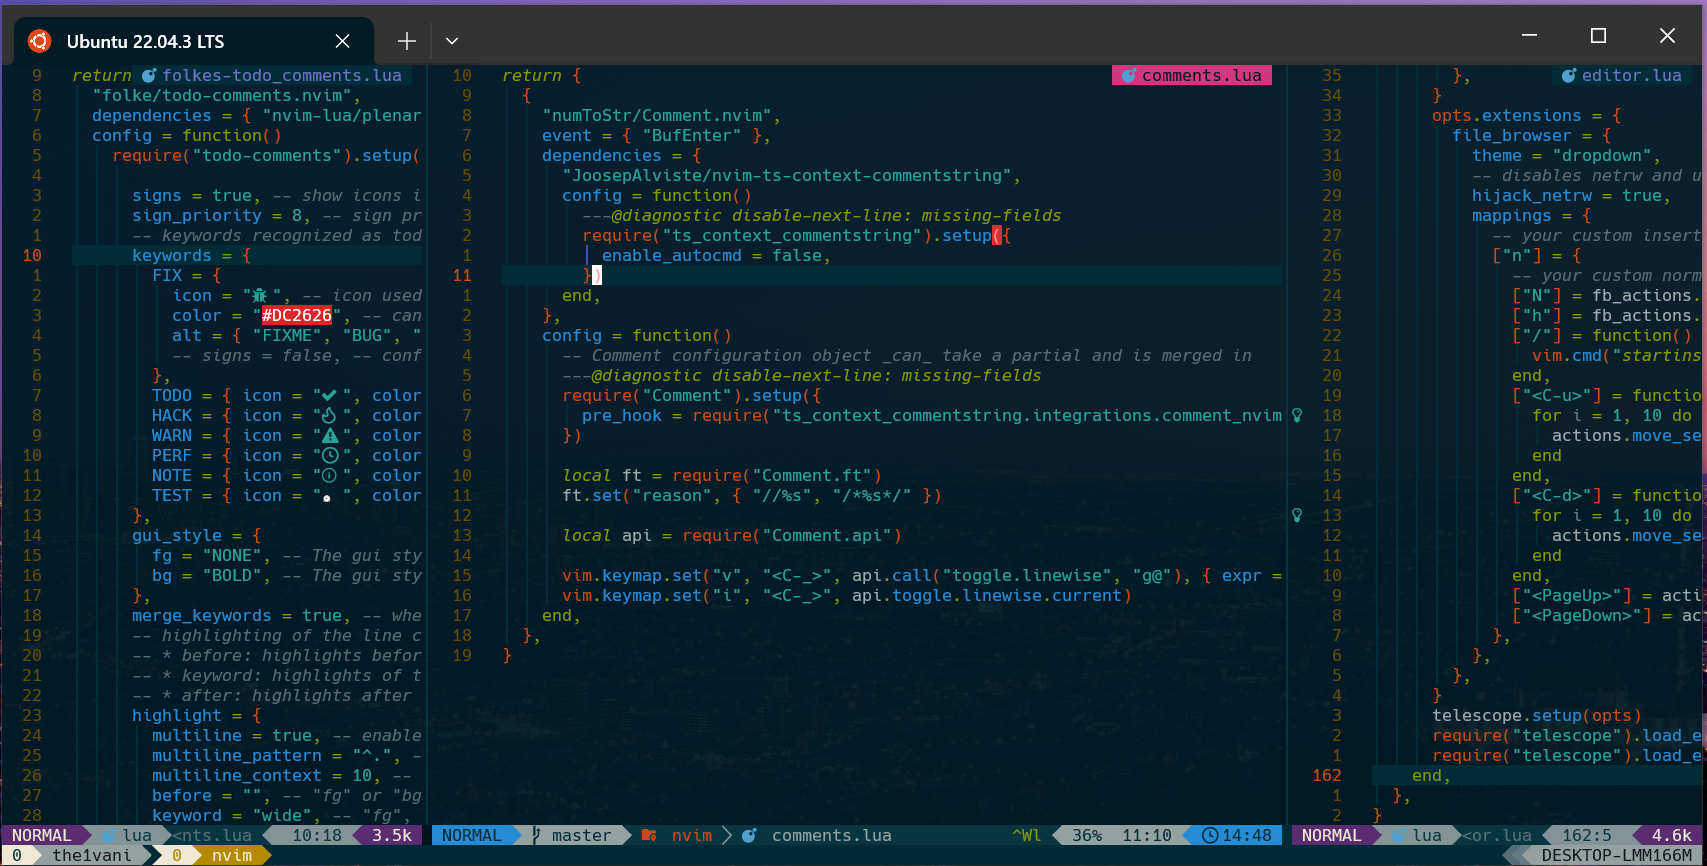 Ubuntu 22.04.3 LTS
9 return folkes-todo_comments.lua
8 "folke/todo-comments.nvim",
7 dependencies = { "nvim-lua/plenar
6 config = function()
5 require("todo-comments").setup(
4
3 signs = true, -- show icons i
2 sign_priority = 8, -- sign pr
1 -- keywords recognized as tod
10 keywords = {
1 FIX = {
2 icon = " ", -- icon used
3 color = "#DC2626", -- can
4 alt = { "FIXME", "BUG", "
5 -- signs = false, -- conf
6 },
7 TODO = { icon = " ", color
8 HACK = { icon = " ", color
9 WARN = { icon = " ", color
10 PERF = { icon = " ", color
11 NOTE = { icon = " ", color
12 TEST = { icon = " ", color
13 },
14 gui_style = {
15 fg = "NONE", -- The gui sty
16 bg = "BOLD", -- The gui sty
17 },
18 merge_keywords = true, -- whe
19 -- highlighting of the line c
20 -- * before: highlights befor
21 -- * keyword: highlights of t
22 -- * after: highlights after
23 highlight = {
24 multiline = true, -- enable
25 multiline_pattern = "^.", -
26 multiline_context = 10, --
27 before = "", -- "fg" or "bg
28 keyword = "wide", -- "fg",
NORMAL lua <nts.lua 10:18 3.5k
10 return { comments.lua
9 {
8 "numToStr/Comment.nvim",
7 event = { "BufEnter" },
6 dependencies = {
5 "JoosepAlviste/nvim-ts-context-commentstring",
4 config = function()
3 ---@diagnostic disable-next-line: missing-fields
2 require("ts_context_commentstring").setup({
1 enable_autocmd = false,
11 })
1 end,
2 },
3 config = function()
4 -- Comment configuration object _can_ take a partial and is merged in
5 ---@diagnostic disable-next-line: missing-fields
6 require("Comment").setup({
7 pre_hook = require("ts_context_commentstring.integrations.comment_nvim
8 })
9
10 local ft = require("Comment.ft")
11 ft.set("reason", { "//%s", "/*%s*/" })
12
13 local api = require("Comment.api")
14
15 vim.keymap.set("v", "<C-_>", api.call("toggle.linewise", "g@"), { expr =
16 vim.keymap.set("i", "<C-_>", api.toggle.linewise.current)
17 end,
18 },
19 }
NORMAL master nvim comments.lua ^Wl 36% 11:10 14:48
35 }, editor.lua
34 }
33 opts.extensions = {
32 file_browser = {
31 theme = "dropdown",
30 -- disables netrw and u
29 hijack_netrw = true,
28 mappings = {
27 -- your custom insert
26 ["n"] = {
25 -- your custom norm
24 ["N"] = fb_actions.
23 ["h"] = fb_actions.
22 ["/"] = function()
21 vim.cmd("startins
20 end,
19 ["<C-u>"] = functio
18 for i = 1, 10 do
17 actions.move_se
16 end
15 end,
14 ["<C-d>"] = functio
13 for i = 1, 10 do
12 actions.move_se
11 end
10 end,
9 ["<PageUp>"] = acti
8 ["<PageDown>"] = ac
7 },
6 },
5 },
4 }
3 telescope.setup(opts)
2 require("telescope").load_e
1 require("telescope").load_e
162 end,
1 },
2 }
NORMAL lua <or.lua 162:5 4.6k
0 the1vani 0 nvim DESKTOP-LMM166M